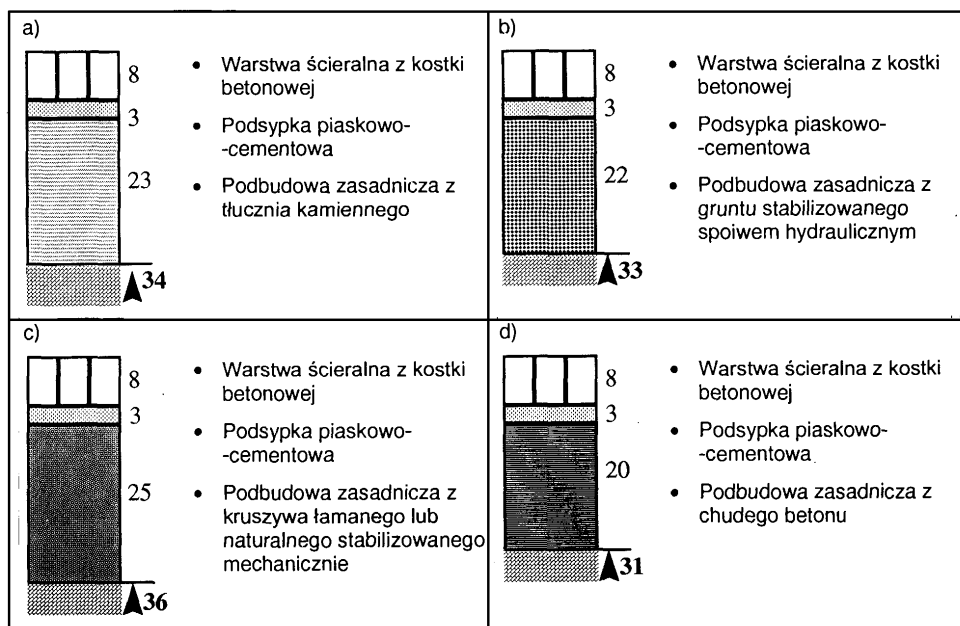 a)
8
3
23
34
• Warstwa ścieralna z kostki
betonowej
• Podsypka piaskowo-
-cementowa
• Podbudowa zasadnicza z
tłucznia kamiennego
b)
8
3
22
33
• Warstwa ścieralna z kostki
betonowej
• Podsypka piaskowo-
-cementowa
• Podbudowa zasadnicza z
gruntu stabilizowanego
spoiwem hydraulicznym
c)
8
3
25
36
• Warstwa ścieralna z kostki
betonowej
• Podsypka piaskowo-
-cementowa
• Podbudowa zasadnicza z
kruszywa łamanego lub
naturalnego stabilizowanego
mechanicznie
d)
8
3
20
31
• Warstwa ścieralna z kostki
betonowej
• Podsypka piaskowo-
-cementowa
• Podbudowa zasadnicza z
chudego betonu